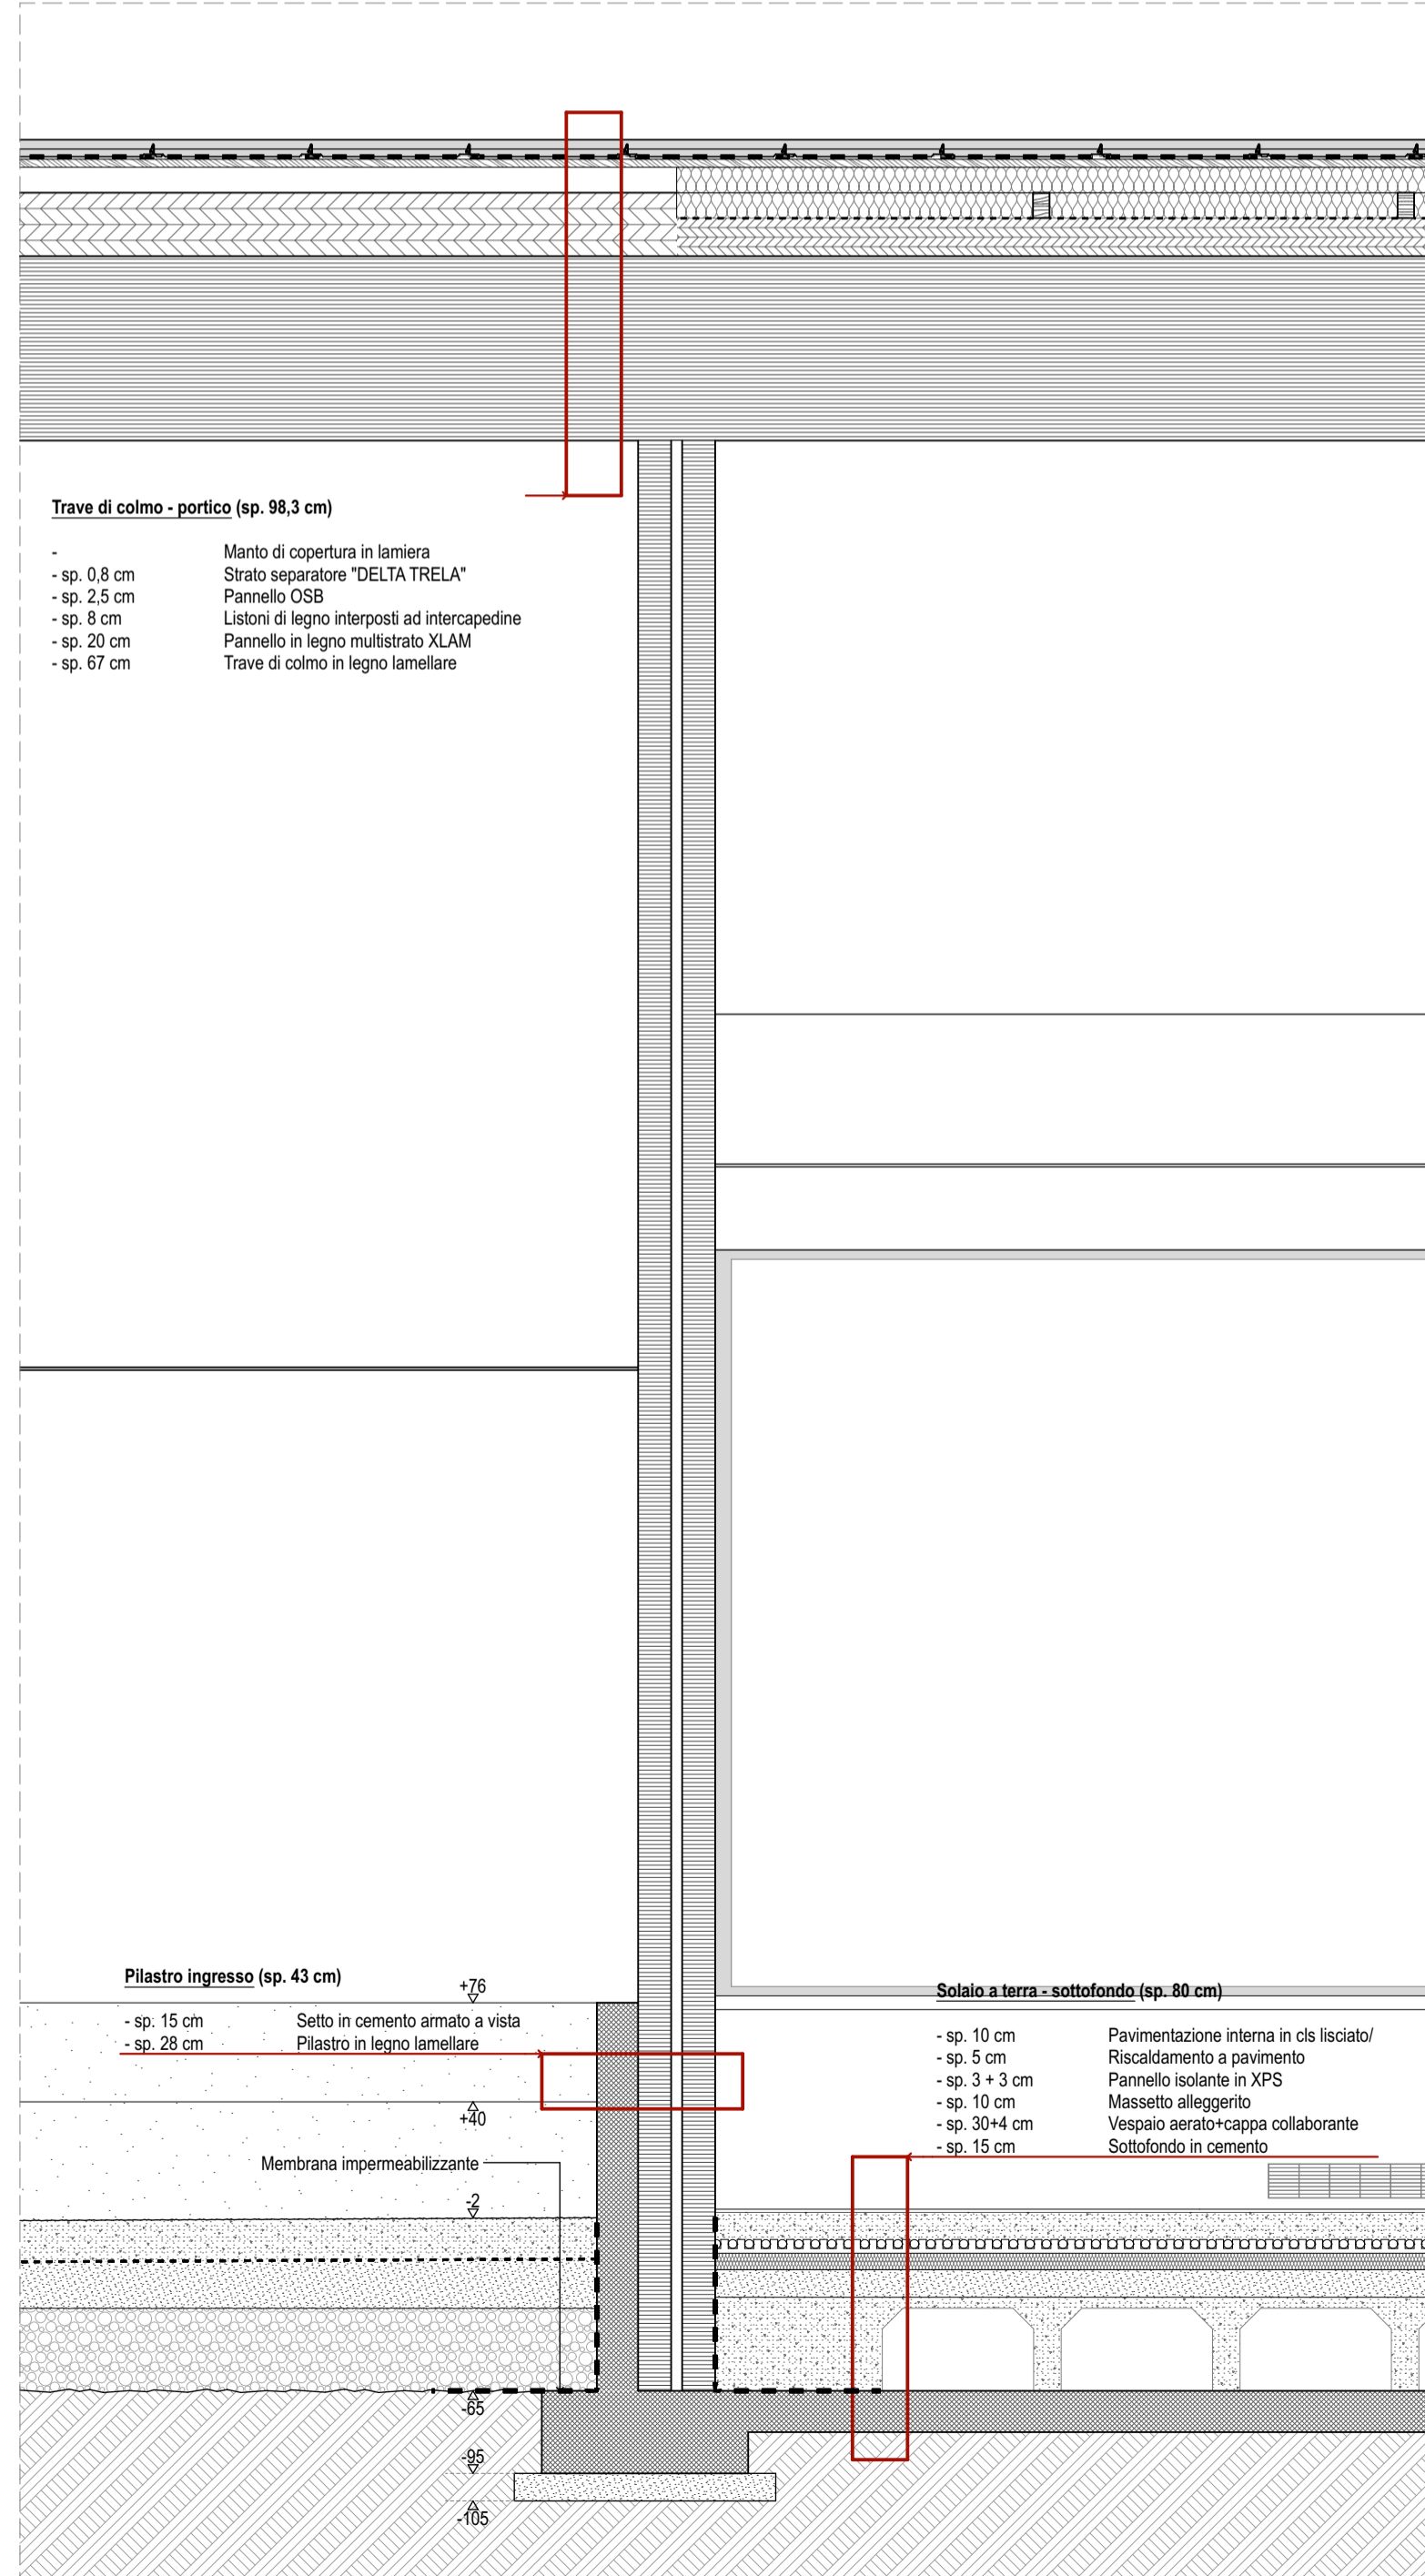 Trave di colmo - portico (sp. 98,3 cm)
- Manto di copertura in lamiera
- sp. 0,8 cm Strato separatore "DELTA TRELA"
- sp. 2,5 cm Pannello OSB
- sp. 8 cm Listoni di legno interposti ad intercapedine
- sp. 20 cm Pannello in legno multistrato XLAM
- sp. 67 cm Trave di colmo in legno lamellare
Pilastro ingresso (sp. 43 cm)
+76
- sp. 15 cm Setto in cemento armato a vista
- sp. 28 cm Pilastro in legno lamellare
+40
Membrana impermeabilizzante
-2
-65
-95
-105
Solaio a terra - sottofondo (sp. 80 cm)
- sp. 10 cm Pavimentazione interna in cls lisciato/
- sp. 5 cm Riscaldamento a pavimento
- sp. 3 + 3 cm Pannello isolante in XPS
- sp. 10 cm Massetto alleggerito
- sp. 30+4 cm Vespaio aerato+cappa collaborante
- sp. 15 cm Sottofondo in cemento